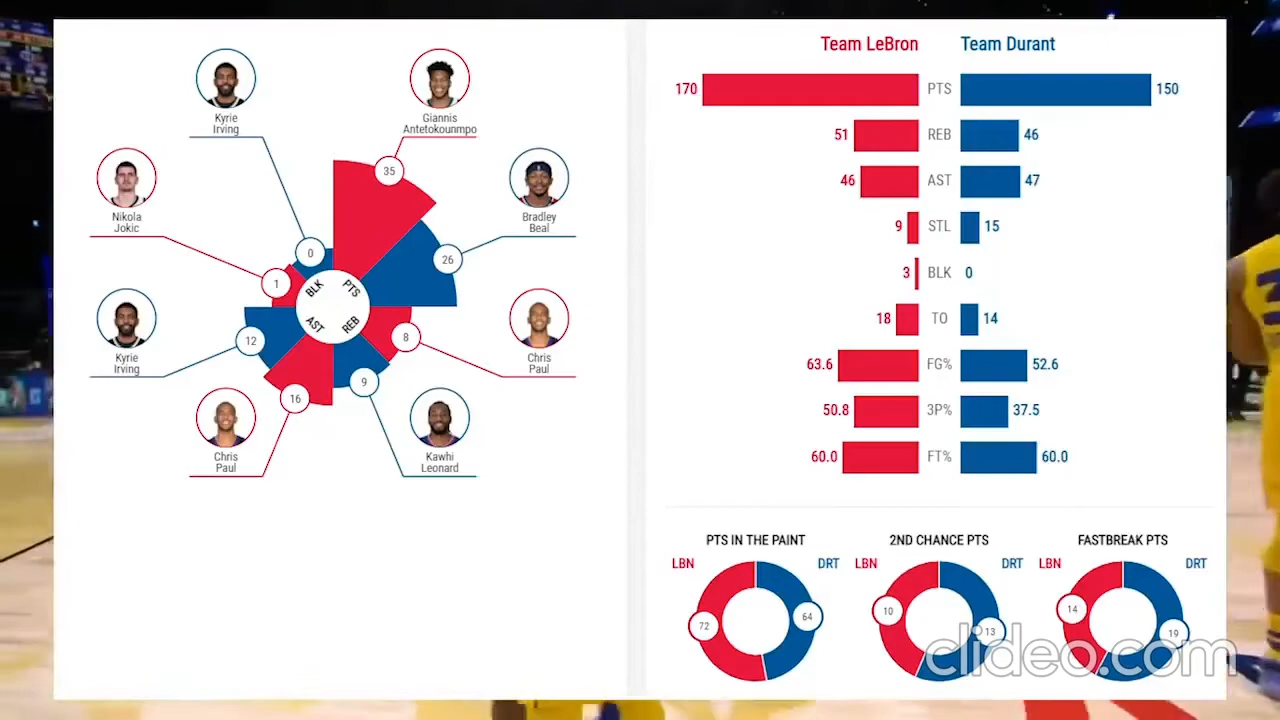 Kyrie
Irving
Giannis
Antetokounmpo
Nikola
Jokic
Bradley
Beal
35
26
0
1
BLK
PTS
AST
REB
8
12
9
16
Kyrie
Irving
Chris
Paul
Chris
Paul
Kawhi
Leonard
Team LeBron
Team Durant
170 PTS 150
51 REB 46
46 AST 47
9 STL 15
3 BLK 0
18 TO 14
63.6 FG% 52.6
50.8 3P% 37.5
60.0 FT% 60.0
PTS IN THE PAINT
LBN DRT
72 64
2ND CHANCE PTS
LBN DRT
10 13
FASTBREAK PTS
LBN DRT
14 19
clideo.com